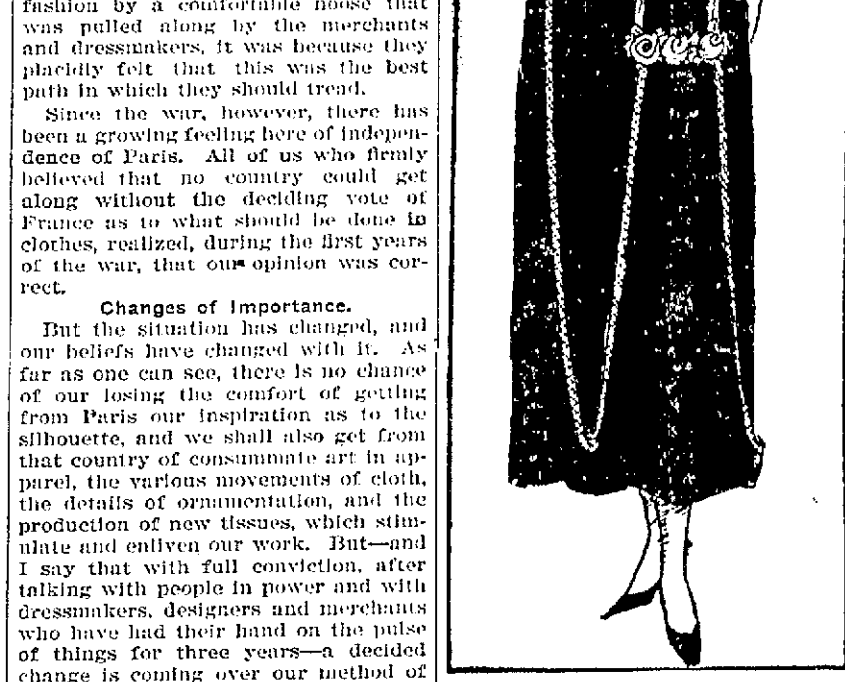 fashion by a comfortable noose that
was pulled along by the merchants
and dressmakers, it was because they
placidly felt that this was the best
path in which they should tread.
Since the war, however, there has
been a growing feeling here of indepen-
dence of Paris. All of us who firmly
believed that no country could get
along without the deciding vote of
France as to what should be done in
clothes, realized, during the first years
of the war, that our opinion was cor-
rect.
Changes of Importance.
But the situation has changed, and
our beliefs have changed with it. As
far as one can see, there is no chance
of our losing the comfort of getting
from Paris our inspiration as to the
silhouette, and we shall also get from
that country of consummate art in ap-
parel, the various movements of cloth,
the details of ornamentation, and the
production of new tissues, which stim-
ulate and enliven our work. But—and
I say that with full conviction, after
talking with people in power and with
dressmakers, designers and merchants
who have had their hand on the pulse
of things for three years—a decided
change is coming over our method of